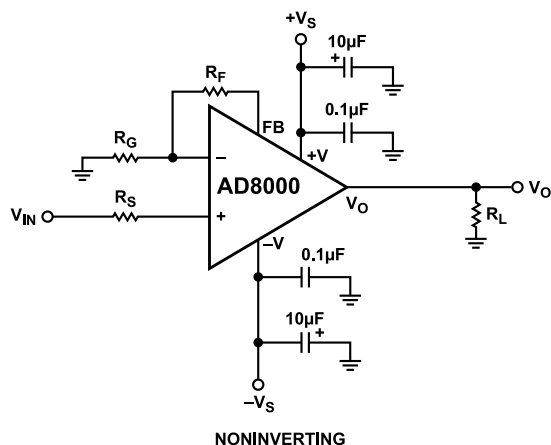 +VS
10µF
+
RF
FB
0.1µF
RG
+V
–
AD8000
VIN
RS
+
VO
VO
–V
RL
0.1µF
10µF
+
–VS
NONINVERTING